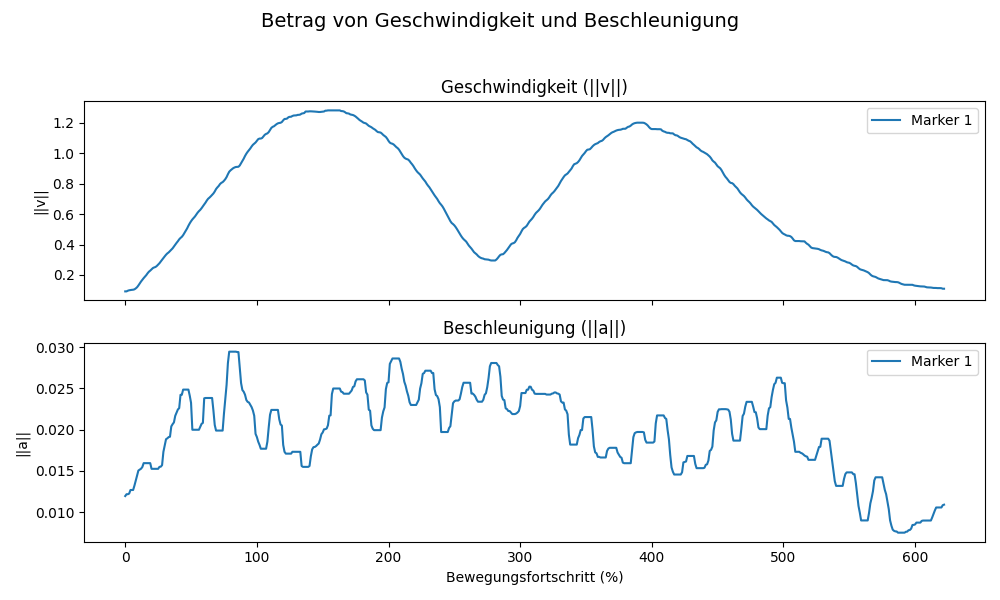 Betrag von Geschwindigkeit und Beschleunigung
Geschwindigkeit (||v||)
Marker 1
1.2
1.0
0.8
0.6
0.4
0.2
||v||
Beschleunigung (||a||)
Marker 1
0.030
0.025
0.020
0.015
0.010
||a||
0 100 200 300 400 500 600
Bewegungsfortschritt (%)